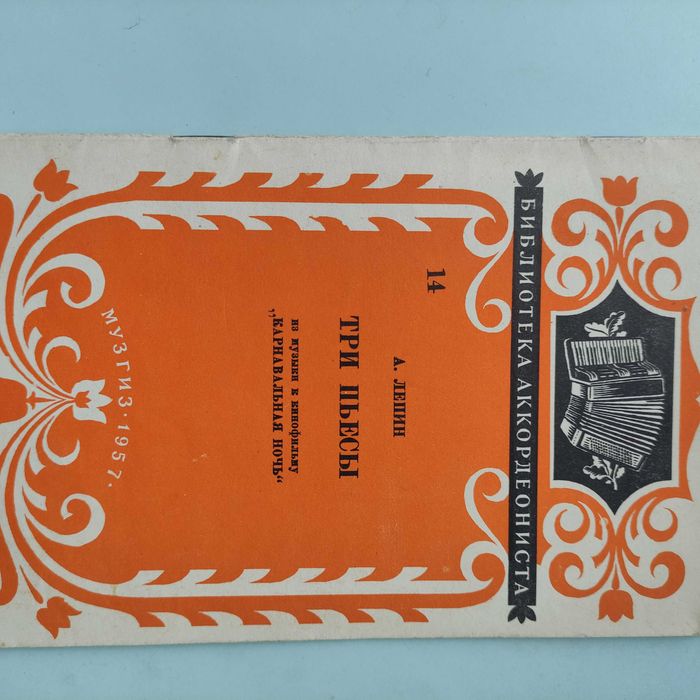 БИБЛИОТЕКА АККОРДЕОНИСТА
14
А. ЛЕПИН
ТРИ ПЬЕСЫ
из музыки к кинофильму
„КАРНАВАЛЬНАЯ НОЧЬ“
МУЗГИЗ·1957.